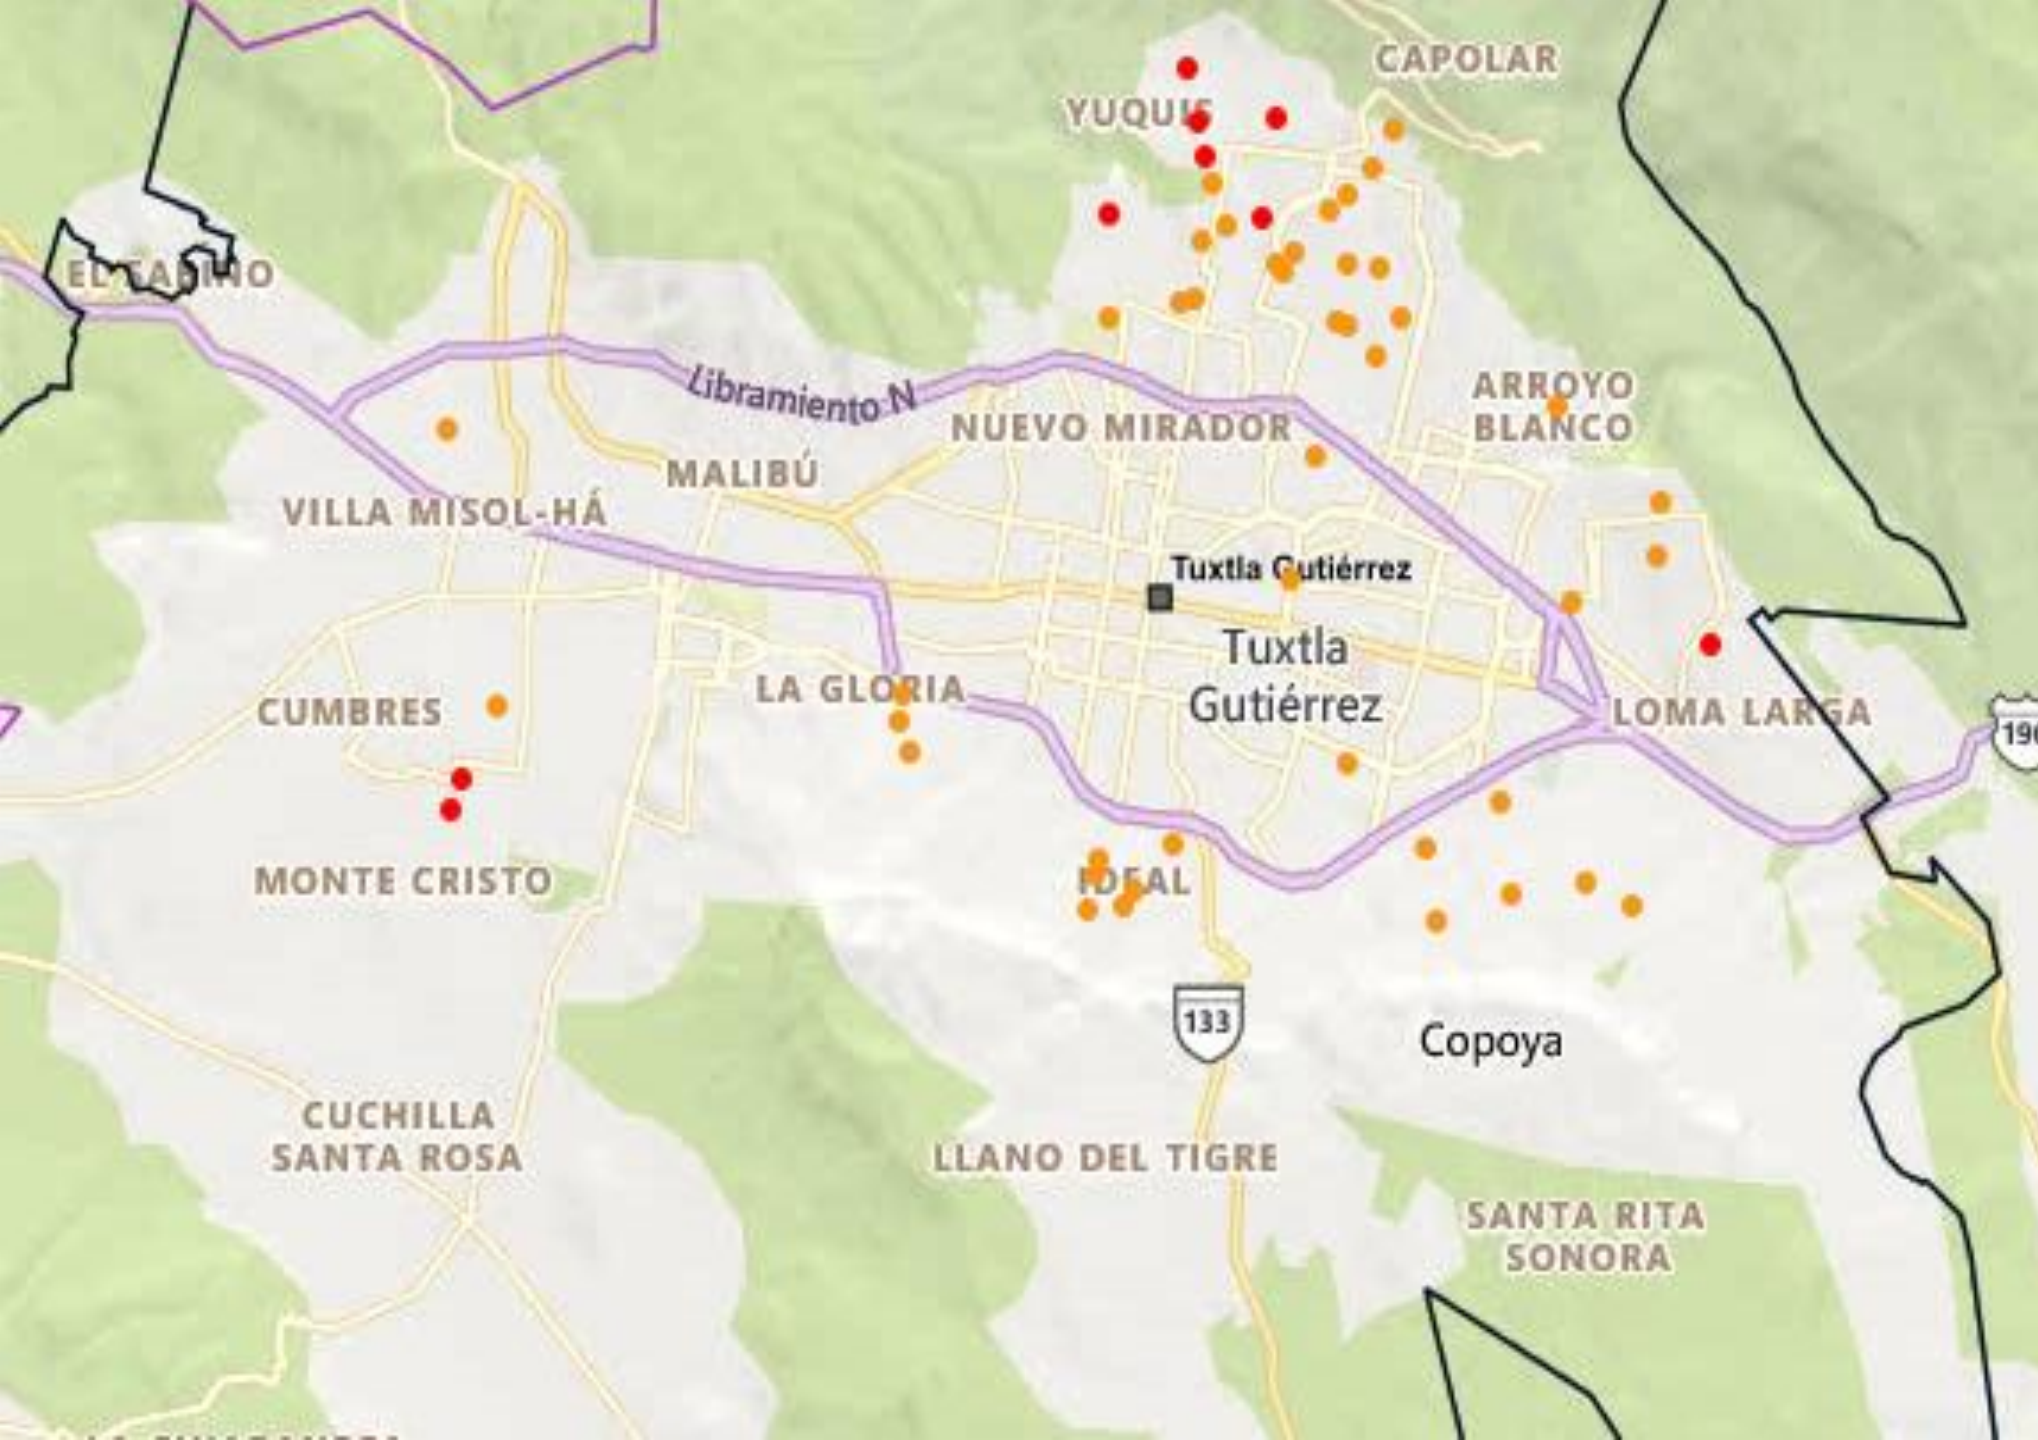 CAPOLAR
YUQUIS
EL SABINO
Libramiento N
ARROYO
BLANCO
NUEVO MIRADOR
MALIBÚ
VILLA MISOL-HÁ
Tuxtla Gutiérrez
Tuxtla
Gutiérrez
LA GLORIA
CUMBRES
LOMA LARGA
190
MONTE CRISTO
IDEAL
133
Copoya
CUCHILLA
SANTA ROSA
LLANO DEL TIGRE
SANTA RITA
SONORA